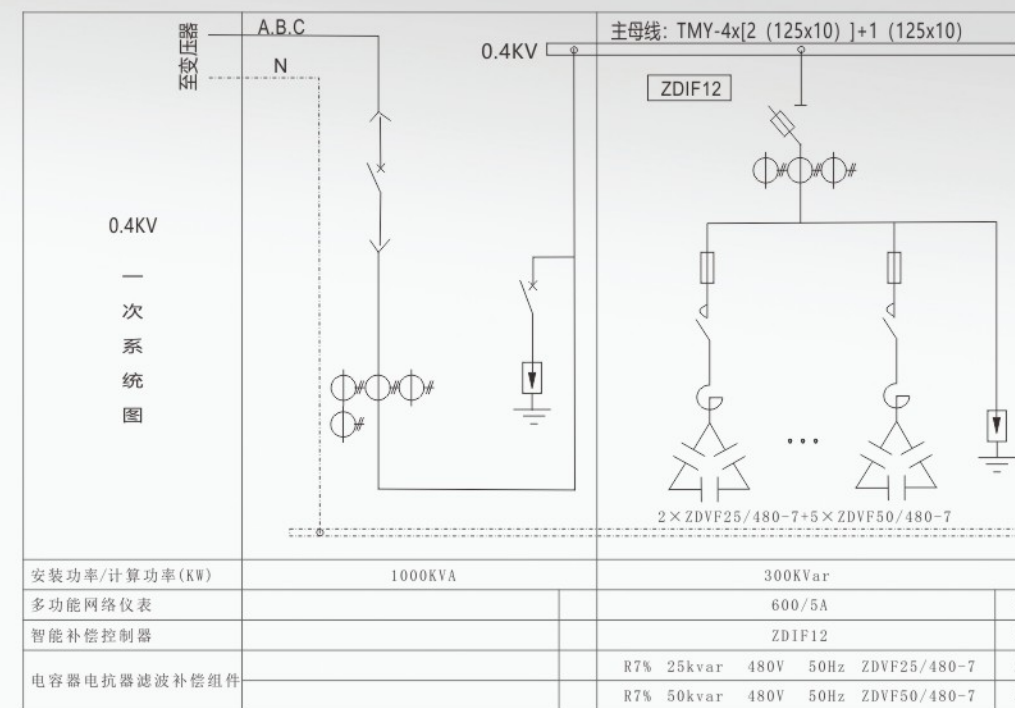 至变压器
A.B.C
N
0.4KV
主母线: TMY-4x[2 (125x10) ]+1 (125x10)
ZDIF12
0.4KV
一
次
系
统
图
2×ZDVF25/480-7+5×ZDVF50/480-7
安装功率/计算功率(KW) 1000KVA 300KVar
多功能网络仪表 600/5A
智能补偿控制器 ZDIF12
电容器电抗器滤波补偿组件
R7% 25kvar 480V 50Hz ZDVF25/480-7
R7% 50kvar 480V 50Hz ZDVF50/480-7